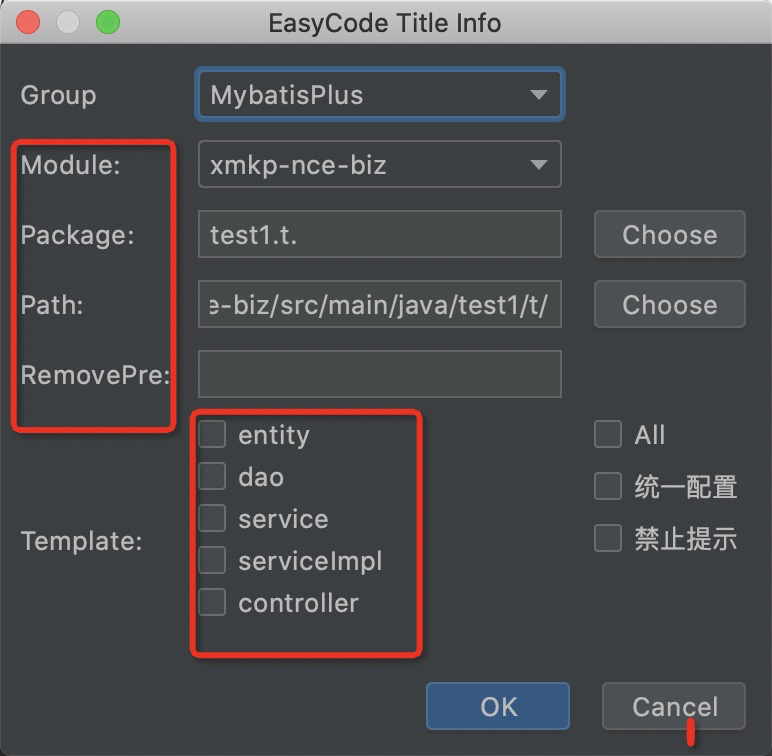 EasyCode Title Info
Group MybatisPlus
Module: xmkp-nce-biz
Package: test1.t. Choose
Path: e-biz/src/main/java/test1/t/ Choose
RemovePre:
entity All
dao
统一配置
service
禁止提示
Template:
serviceImpl
controller
OK Cancel